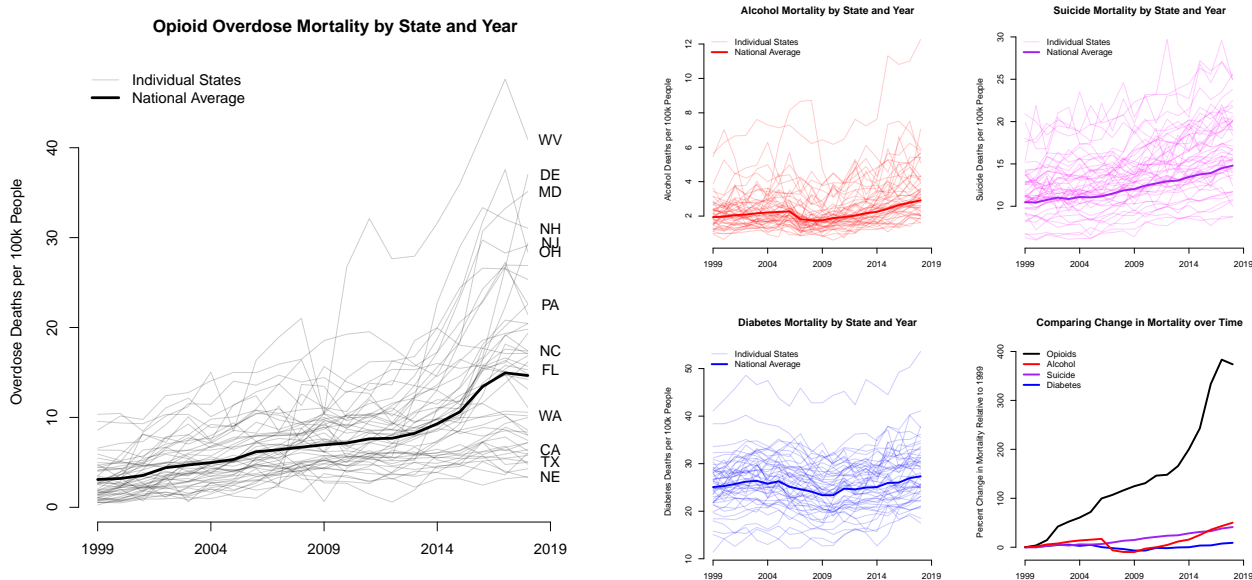 Opioid Overdose Mortality by State and Year
Individual States
National Average
Overdose Deaths per 100k People
40
30
20
10
0
WV
DE
MD
NH
NJ
OH
PA
NC
FL
WA
CA
TX
NE
1999 2004 2009 2014 2019
Alcohol Mortality by State and Year
Individual States
National Average
Alcohol Deaths per 100k People
12
10
8
6
4
2
1999 2004 2009 2014 2019
Suicide Mortality by State and Year
Individual States
National Average
Suicide Deaths per 100k People
30
25
20
15
10
1999 2004 2009 2014 2019
Diabetes Mortality by State and Year
Individual States
National Average
Diabetes Deaths per 100k People
50
40
30
20
10
1999 2004 2009 2014 2019
Comparing Change in Mortality over Time
Opioids
Alcohol
Suicide
Diabetes
Percent Change in Mortality Relative to 1999
400
300
200
100
0
1999 2004 2009 2014 2019